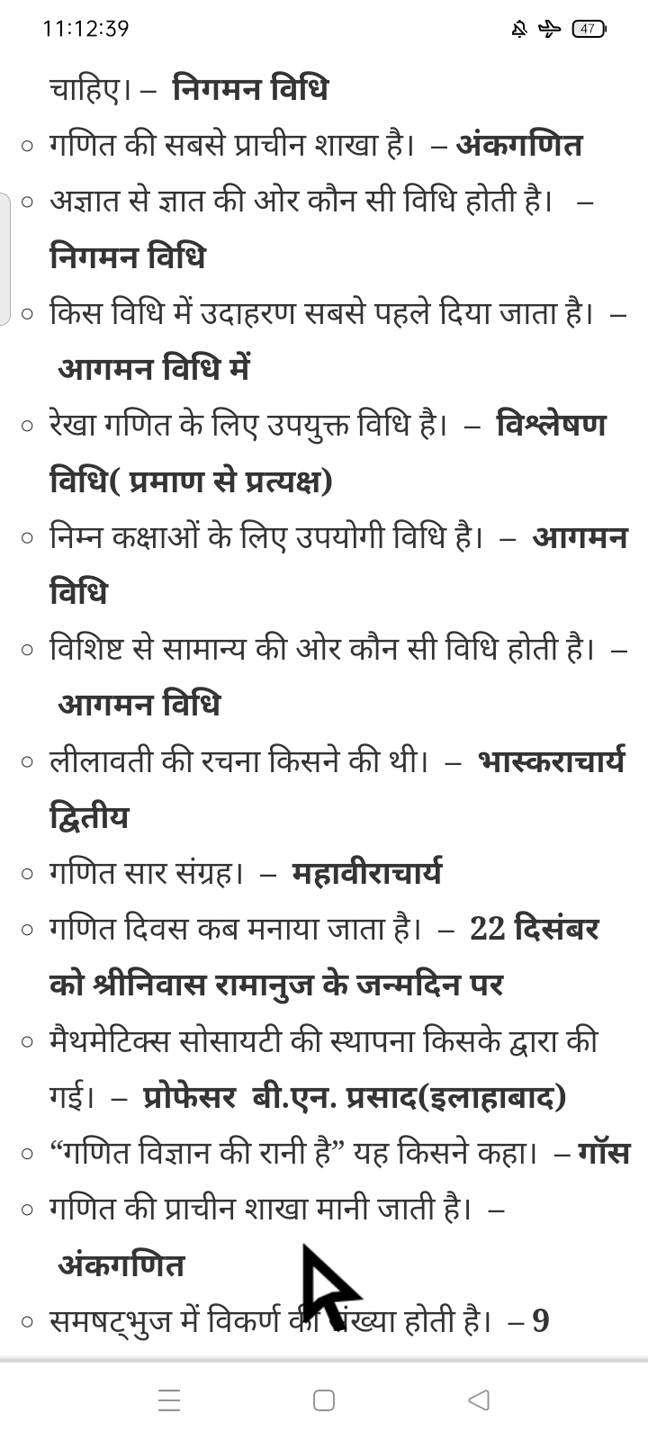 11:12:39
47
चाहिए। – निगमन विधि
गणित की सबसे प्राचीन शाखा है। – अंकगणित
अज्ञात से ज्ञात की ओर कौन सी विधि होती है। –
निगमन विधि
किस विधि में उदाहरण सबसे पहले दिया जाता है। –
आगमन विधि में
रेखा गणित के लिए उपयुक्त विधि है। – विश्लेषण
विधि( प्रमाण से प्रत्यक्ष)
निम्न कक्षाओं के लिए उपयोगी विधि है। – आगमन
विधि
विशिष्ट से सामान्य की ओर कौन सी विधि होती है। –
आगमन विधि
लीलावती की रचना किसने की थी। – भास्कराचार्य
द्वितीय
गणित सार संग्रह। – महावीराचार्य
गणित दिवस कब मनाया जाता है। – 22 दिसंबर
को श्रीनिवास रामानुज के जन्मदिन पर
मैथमेटिक्स सोसायटी की स्थापना किसके द्वारा की
गई। – प्रोफेसर बी.एन. प्रसाद(इलाहाबाद)
“गणित विज्ञान की रानी है” यह किसने कहा। – गॉस
गणित की प्राचीन शाखा मानी जाती है। –
अंकगणित
समषट्भुज में विकर्ण होती है। – 9